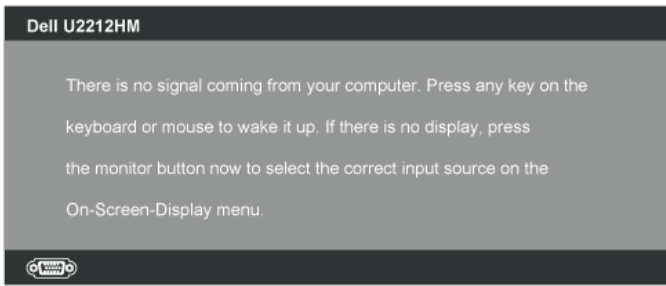 Dell U2212HM
There is no signal coming from your computer. Press any key on the
keyboard or mouse to wake it up. If there is no display, press
the monitor button now to select the correct input source on the
On-Screen-Display menu.